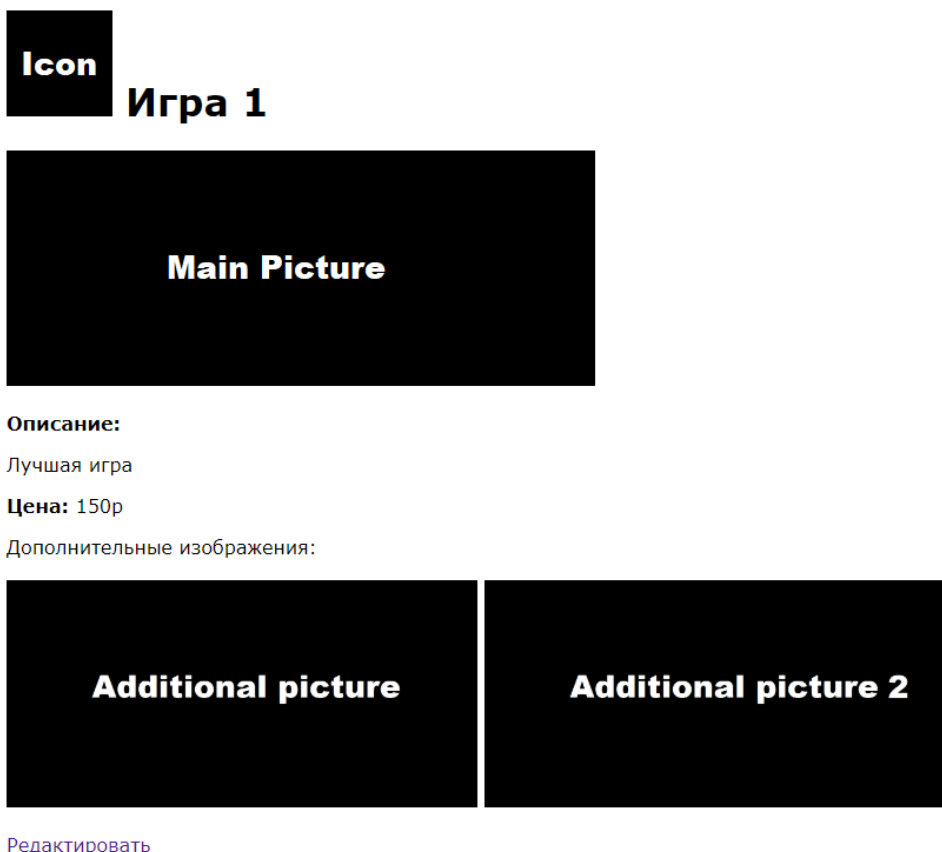 Icon
Игра 1
Main Picture
Описание:
Лучшая игра
Цена: 150р
Дополнительные изображения:
Additional picture
Additional picture 2
Редактировать